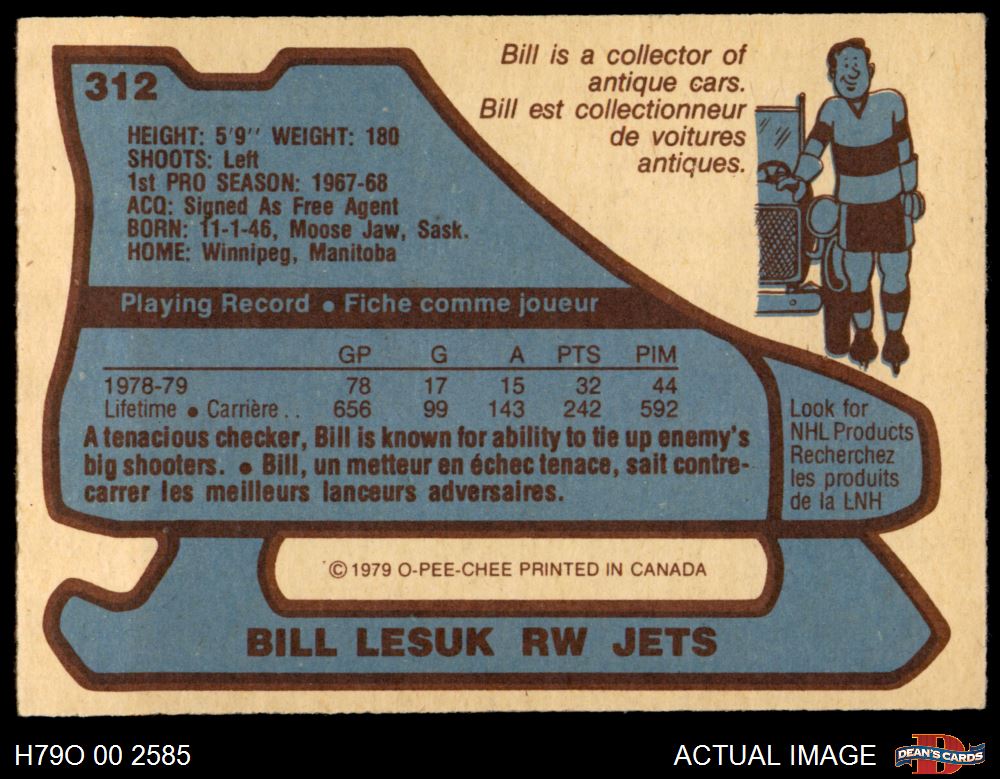 312
Bill is a collector of
antique cars.
Bill est collectionneur
de voitures
antiques.
HEIGHT: 5'9" WEIGHT: 180
SHOOTS: Left
1st PRO SEASON: 1967-68
ACQ: Signed As Free Agent
BORN: 11-1-46, Moose Jaw, Sask.
HOME: Winnipeg, Manitoba
Playing Record • Fiche comme joueur
GP G A PTS PIM
1978-79 78 17 15 32 44
Lifetime • Carrière . . 656 99 143 242 592
A tenacious checker, Bill is known for ability to tie up enemy's
big shooters. • Bill, un metteur en échec tenace, sait contre-
carrer les meilleurs lanceurs adversaires.
Look for
NHL Products
Recherchez
les produits
de la LNH
© 1979 O-PEE-CHEE PRINTED IN CANADA
BILL LESUK RW JETS
H79O 00 2585
ACTUAL IMAGE
DEAN'S CARDS